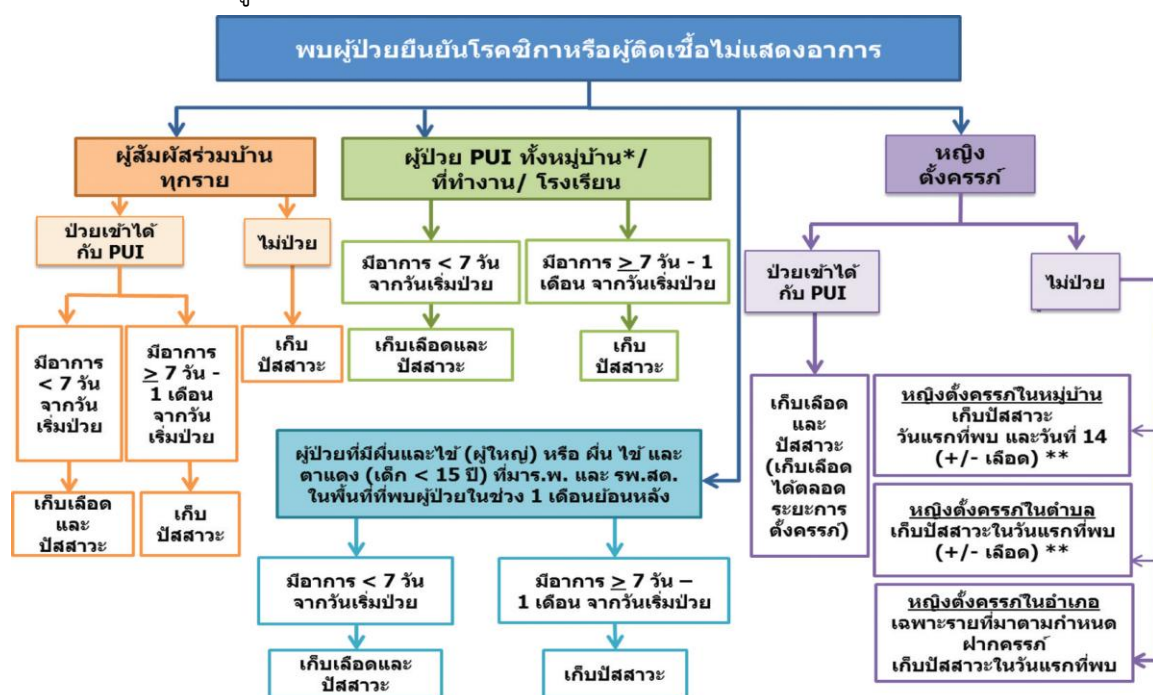 พบผู้ป่วยยืนยันโรคซิกาหรือผู้ติดเชื้อไม่แสดงอาการ
ผู้สัมผัสร่วมบ้าน
ทุกราย
ป่วยเข้าได้
กับ PUI
ไม่ป่วย
มีอาการ
< 7 วัน
จากวัน
เริ่มป่วย
มีอาการ
≥ 7 วัน -
1 เดือน
จากวัน
เริ่มป่วย
เก็บ
ปัสสาวะ
เก็บเลือด
และ
ปัสสาวะ
เก็บ
ปัสสาวะ
ผู้ป่วย PUI ทั้งหมู่บ้าน*/
ที่ทำงาน/ โรงเรียน
มีอาการ < 7 วัน
จากวันเริ่มป่วย
มีอาการ ≥ 7 วัน - 1
เดือน จากวันเริ่มป่วย
เก็บเลือดและ
ปัสสาวะ
เก็บ
ปัสสาวะ
ผู้ป่วยที่มีผื่นและไข้ (ผู้ใหญ่) หรือ ผื่น ไข้ และ
ตาแดง (เด็ก < 15 ปี) ที่มาร.พ. และ รพ.สต.
ในพื้นที่ที่พบผู้ป่วยในช่วง 1 เดือนย้อนหลัง
มีอาการ < 7 วัน
จากวันเริ่มป่วย
มีอาการ ≥ 7 วัน –
1 เดือน จากวันเริ่มป่วย
เก็บเลือดและ
ปัสสาวะ
เก็บปัสสาวะ
หญิง
ตั้งครรภ์
ป่วยเข้าได้
กับ PUI
ไม่ป่วย
เก็บเลือด
และ
ปัสสาวะ
(เก็บเลือด
ได้ตลอด
ระยะการ
ตั้งครรภ์)
หญิงตั้งครรภ์ในหมู่บ้าน
เก็บปัสสาวะ
วันแรกที่พบ และวันที่ 14
(+/- เลือด) **
หญิงตั้งครรภ์ในตำบล
เก็บปัสสาวะในวันแรกที่พบ
(+/- เลือด) **
หญิงตั้งครรภ์ในอำเภอ
เฉพาะรายที่มาตามกำหนด
ฝากครรภ์
เก็บปัสสาวะในวันแรกที่พบ